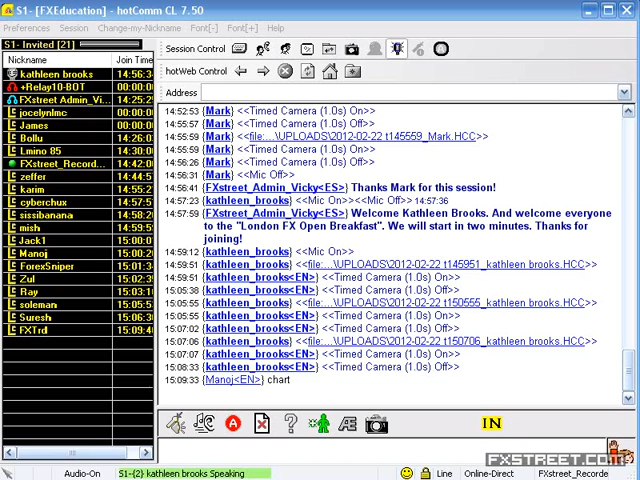 S1- [FXEducation] - hotComm CL 7.50
Preferences Session Change-my-Nickname Font[-] Font[+] Help
S1- Invited [21]
Nickname Join Time
kathleen brooks 14:56:3
+Relay10-BOT 00:00:0
FXstreet Admin_Vi... 14:25:2
jocelynlmc 00:00:0
James 00:00:0
Bollu 14:26:0
Lmino 85 15:11:3
FXstreet_Record... 14:42:0
zeffer 14:44:5
karim 14:55:2
cyberchux 14:57:3
sissibanana 14:58:2
mish 14:59:1
Jack1 15:00:0
Manoj 15:00:0
ForexSniper 15:01:3
Zul 15:02:3
Ray 15:03:1
soleman 15:05:5
Suresh 15:06:3
FXTrd 15:09:4
Session Control
hotWeb Control
Address
14:52:53 {Mark} <<Timed Camera (1.0s) On>>
14:55:57 {Mark} <<Timed Camera (1.0s) Off>>
14:55:59 {Mark} <<file:...\UPLOADS\2012-02-22 t145559_Mark.HCC>>
14:55:59 {Mark} <<Timed Camera (1.0s) On>>
14:56:26 {Mark} <<Timed Camera (1.0s) Off>>
14:56:31 {Mark} <<Mic Off>>
14:56:41 {FXstreet_Admin_Vicky<ES>} Thanks Mark for this session!
14:57:23 {kathleen_brooks} <<Mic On>><<Mic Off>> 14:57:36
14:57:59 {FXstreet_Admin_Vicky<ES>} Welcome Kathleen Brooks. And welcome everyone
to the "London FX Open Breakfast". We will start in two minutes. Thanks for
joining!
14:59:12 {kathleen_brooks} <<Mic On>>
14:59:51 {kathleen_brooks} <<file:...\UPLOADS\2012-02-22 t145951_kathleen brooks.HCC>>
14:59:51 {kathleen_brooks<EN>} <<Timed Camera (1.0s) On>>
15:05:38 {kathleen_brooks<EN>} <<Timed Camera (1.0s) Off>>
15:05:55 {kathleen_brooks} <<file:...\UPLOADS\2012-02-22 t150555_kathleen brooks.HCC>>
15:05:55 {kathleen_brooks<EN>} <<Timed Camera (1.0s) On>>
15:07:02 {kathleen_brooks<EN>} <<Timed Camera (1.0s) Off>>
15:07:06 {kathleen_brooks} <<file:...\UPLOADS\2012-02-22 t150706_kathleen brooks.HCC>>
15:07:07 {kathleen_brooks<EN>} <<Timed Camera (1.0s) On>>
15:08:33 {kathleen_brooks<EN>} <<Timed Camera (1.0s) Off>>
15:09:33 {Manoj<EN>} chart
IN
FXSTREET.COM
Audio-On S1-{2} kathleen brooks Speaking Line Online-Direct FXstreet_Recorde